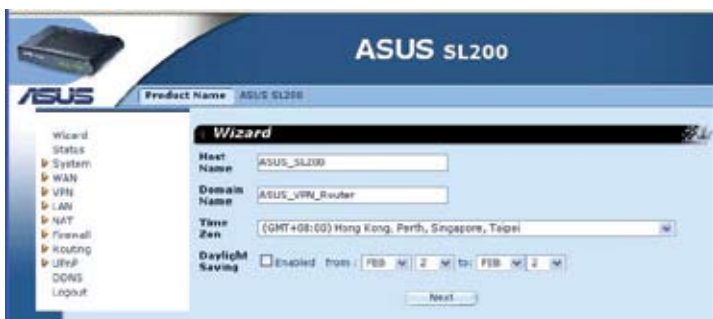 ASUS SL200
ASUS
Product Name ASUS SL200
Wizard
Status
System
WAN
VPN
LAN
NAT
Firewall
Routing
UPnP
DDNS
Logout
Wizard
Host Name ASUS_SL200
Domain Name ASUS_VPN_Router
Time Zon (GMT+08:00) Hong Kong, Perth, Singapore, Taipei
Daylight Saving Enabled from: FEB 2 to: FEB 2
Next